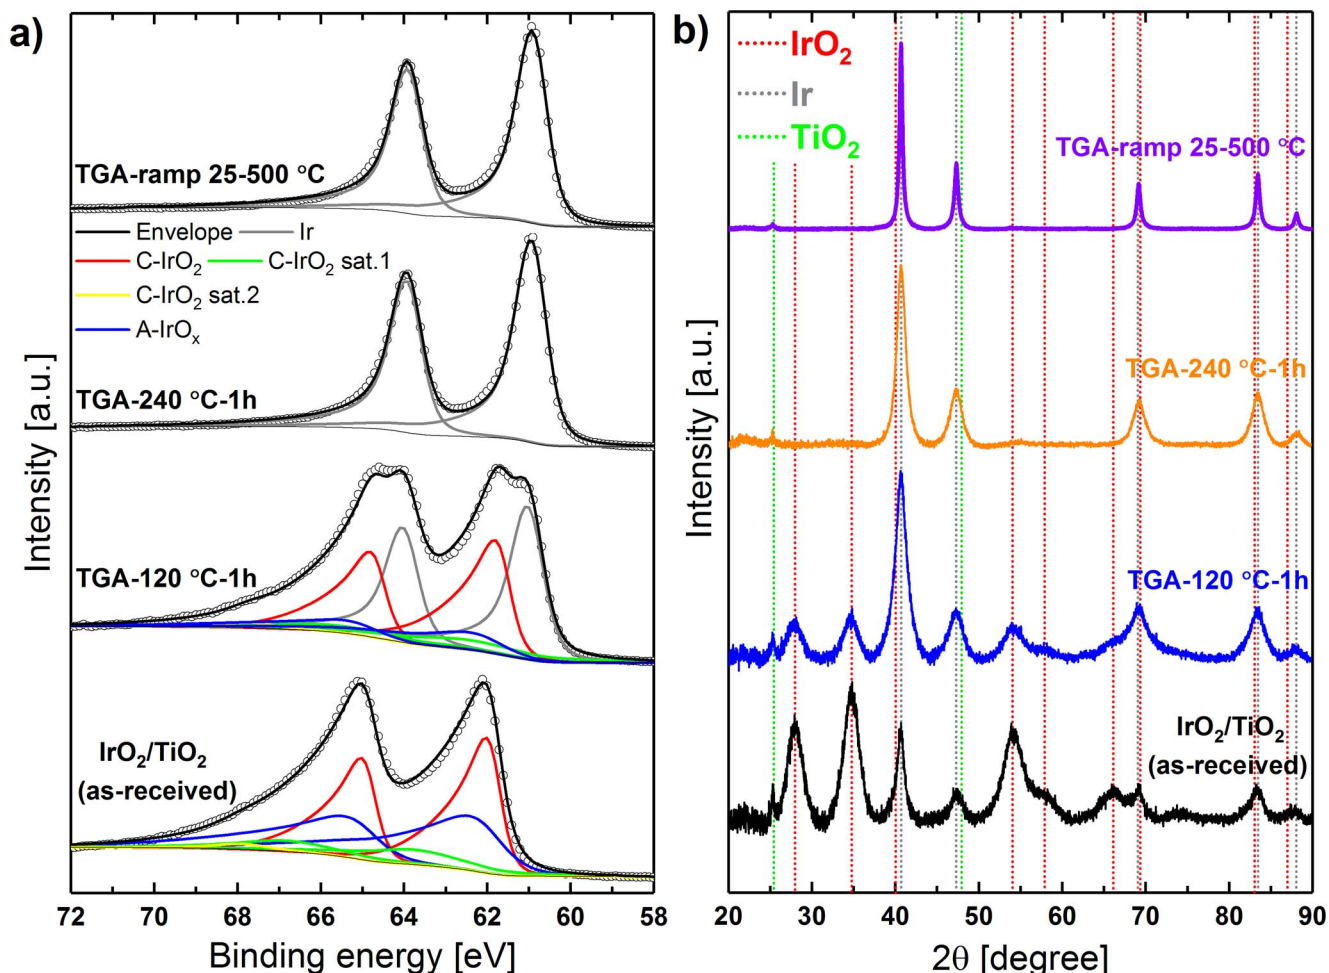 a)
TGA-ramp 25-500 °C
Envelope Ir
C-IrO₂ C-IrO₂ sat.1
C-IrO₂ sat.2
A-IrOₓ
TGA-240 °C-1h
TGA-120 °C-1h
IrO₂/TiO₂
(as-received)
Intensity [a.u.]
72 70 68 66 64 62 60 58
Binding energy [eV]
b)
IrO₂
Ir
TiO₂
TGA-ramp 25-500 °C
TGA-240 °C-1h
TGA-120 °C-1h
IrO₂/TiO₂
(as-received)
Intensity [a.u.]
20 30 40 50 60 70 80 90
2θ [degree]